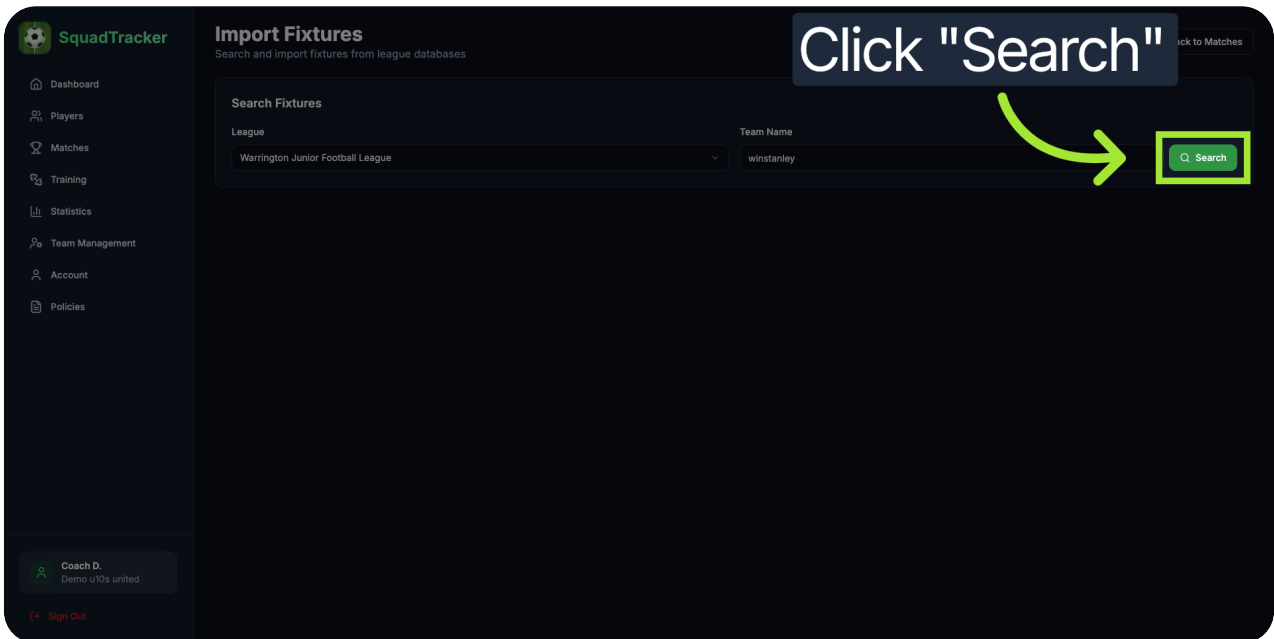 SquadTracker
Dashboard
Players
Matches
Training
Statistics
Team Management
Account
Policies
Coach D.
Demo u10s united
Sign Out
Import Fixtures
Search and import fixtures from league databases
Click "Search"
to Matches
Search Fixtures
League
Warrington Junior Football League
Team Name
winstanley
Search